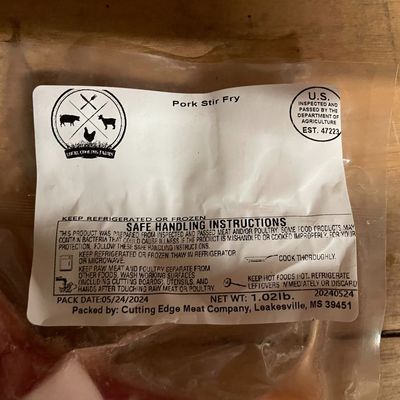 Pork Stir Fry
U.S.
INSPECTED AND
PASSED BY THE
DEPARTMENT OF
AGRICULTURE
EST. 47223
KEEP REFRIGERATED OR FROZEN
SAFE HANDLING INSTRUCTIONS
THIS PRODUCT WAS PREPARED FROM INSPECTED AND PASSED MEAT AND/OR POULTRY. SOME FOOD PRODUCTS MAY
CONTAIN BACTERIA THAT COULD CAUSE ILLNESS IF THE PRODUCT IS MISHANDLED OR COOKED IMPROPERLY. FOR YOUR
PROTECTION, FOLLOW THESE SAFE HANDLING INSTRUCTIONS.
KEEP REFRIGERATED OR FROZEN THAW IN REFRIGERATOR
OR MICROWAVE.
COOK THOROUGHLY.
KEEP RAW MEAT AND POULTRY SEPARATE FROM
OTHER FOODS. WASH WORKING SURFACES
(INCLUDING CUTTING BOARDS), UTENSILS, AND
HANDS AFTER TOUCHING RAW MEAT OR POULTRY.
KEEP HOT FOODS HOT. REFRIGERATE
LEFTOVERS IMMEDIATELY OR DISCARD
PACK DATE:05/24/2024
NET WT: 1.02lb.
20240524
Packed by: Cutting Edge Meat Company, Leakesville, MS 39451